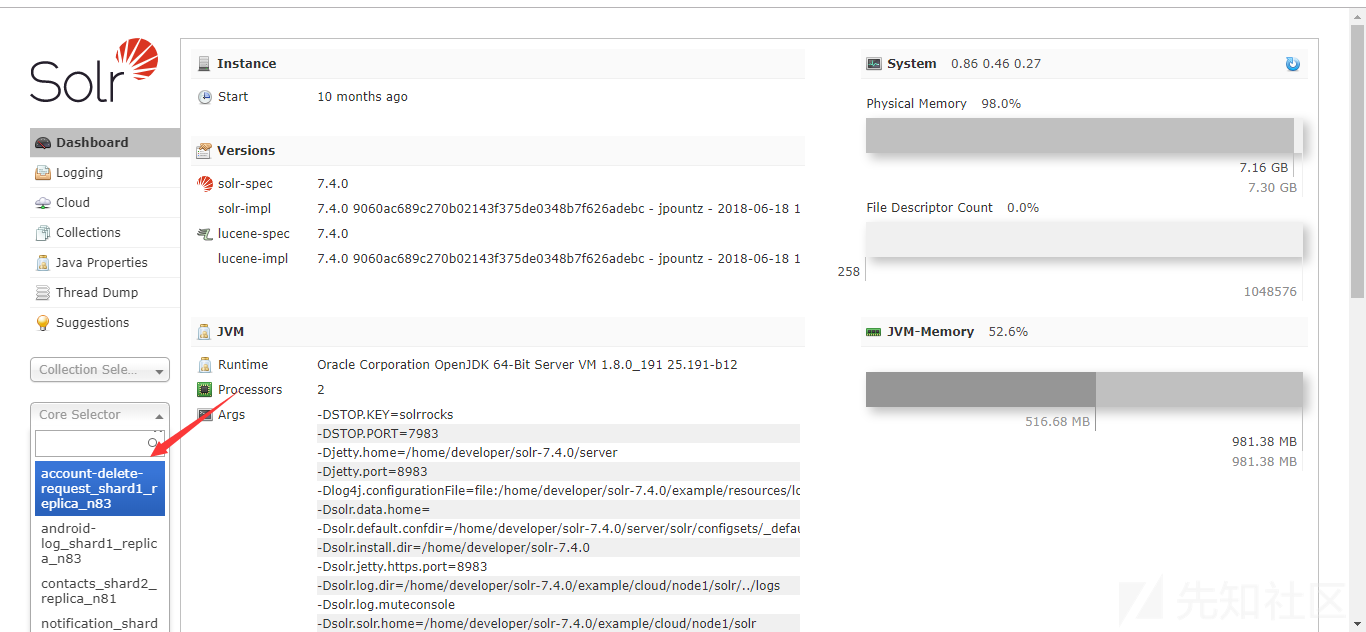 Solr
Dashboard
Logging
Cloud
Collections
Java Properties
Thread Dump
Suggestions
Collection Sele...
Core Selector
account-delete-
request_shard1_r
eplica_n83
android-
log_shard1_replic
a_n83
contacts_shard2_
replica_n81
notification_shard
Instance
Start 10 months ago
Versions
solr-spec 7.4.0
solr-impl 7.4.0 9060ac689c270b02143f375de0348b7f626adebc - jpountz - 2018-06-18 1
lucene-spec 7.4.0
lucene-impl 7.4.0 9060ac689c270b02143f375de0348b7f626adebc - jpountz - 2018-06-18 1
JVM
Runtime Oracle Corporation OpenJDK 64-Bit Server VM 1.8.0_191 25.191-b12
Processors 2
Args -DSTOP.KEY=solrrocks
-DSTOP.PORT=7983
-Djetty.home=/home/developer/solr-7.4.0/server
-Djetty.port=8983
-Dlog4j.configurationFile=file:/home/developer/solr-7.4.0/example/resources/lo
-Dsolr.data.home=
-Dsolr.default.confdir=/home/developer/solr-7.4.0/server/solr/configsets/_defau
-Dsolr.install.dir=/home/developer/solr-7.4.0
-Dsolr.jetty.https.port=8983
-Dsolr.log.dir=/home/developer/solr-7.4.0/example/cloud/node1/solr/../logs
-Dsolr.log.muteconsole
-Dsolr.solr.home=/home/developer/solr-7.4.0/example/cloud/node1/solr
System 0.86 0.46 0.27
Physical Memory 98.0%
7.16 GB
7.30 GB
File Descriptor Count 0.0%
258
1048576
JVM-Memory 52.6%
516.68 MB
981.38 MB
981.38 MB
先知社区